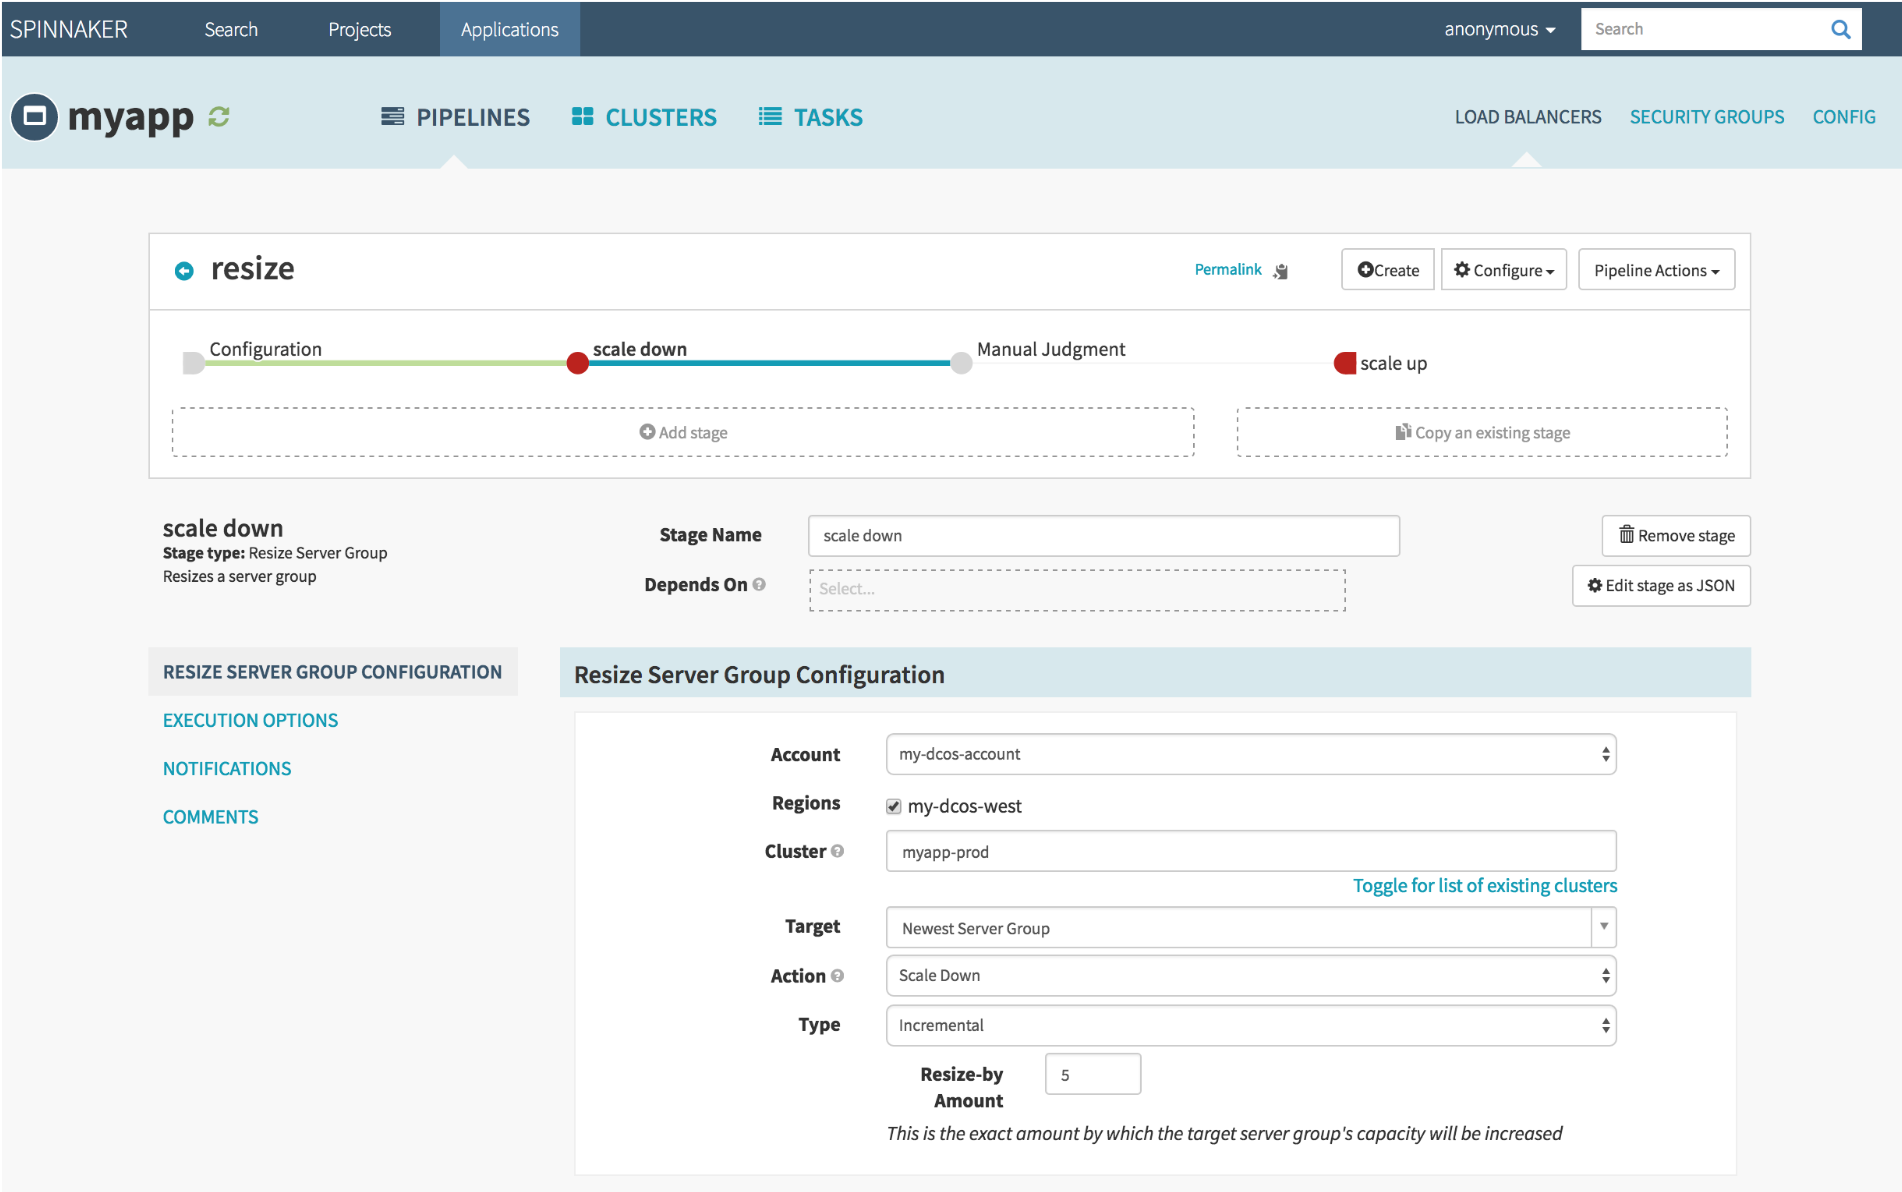 SPINNAKER Search Projects Applications anonymous Search
myapp PIPELINES CLUSTERS TASKS LOAD BALANCERS SECURITY GROUPS CONFIG
resize Permalink Create Configure Pipeline Actions
Configuration scale down Manual Judgment scale up
Add stage Copy an existing stage
scale down
Stage type: Resize Server Group
Resizes a server group
Stage Name scale down Remove stage
Depends On Select... Edit stage as JSON
RESIZE SERVER GROUP CONFIGURATION
EXECUTION OPTIONS
NOTIFICATIONS
COMMENTS
Resize Server Group Configuration
Account my-dcos-account
Regions my-dcos-west
Cluster myapp-prod
Toggle for list of existing clusters
Target Newest Server Group
Action Scale Down
Type Incremental
Resize-by
Amount 5
This is the exact amount by which the target server group's capacity will be increased